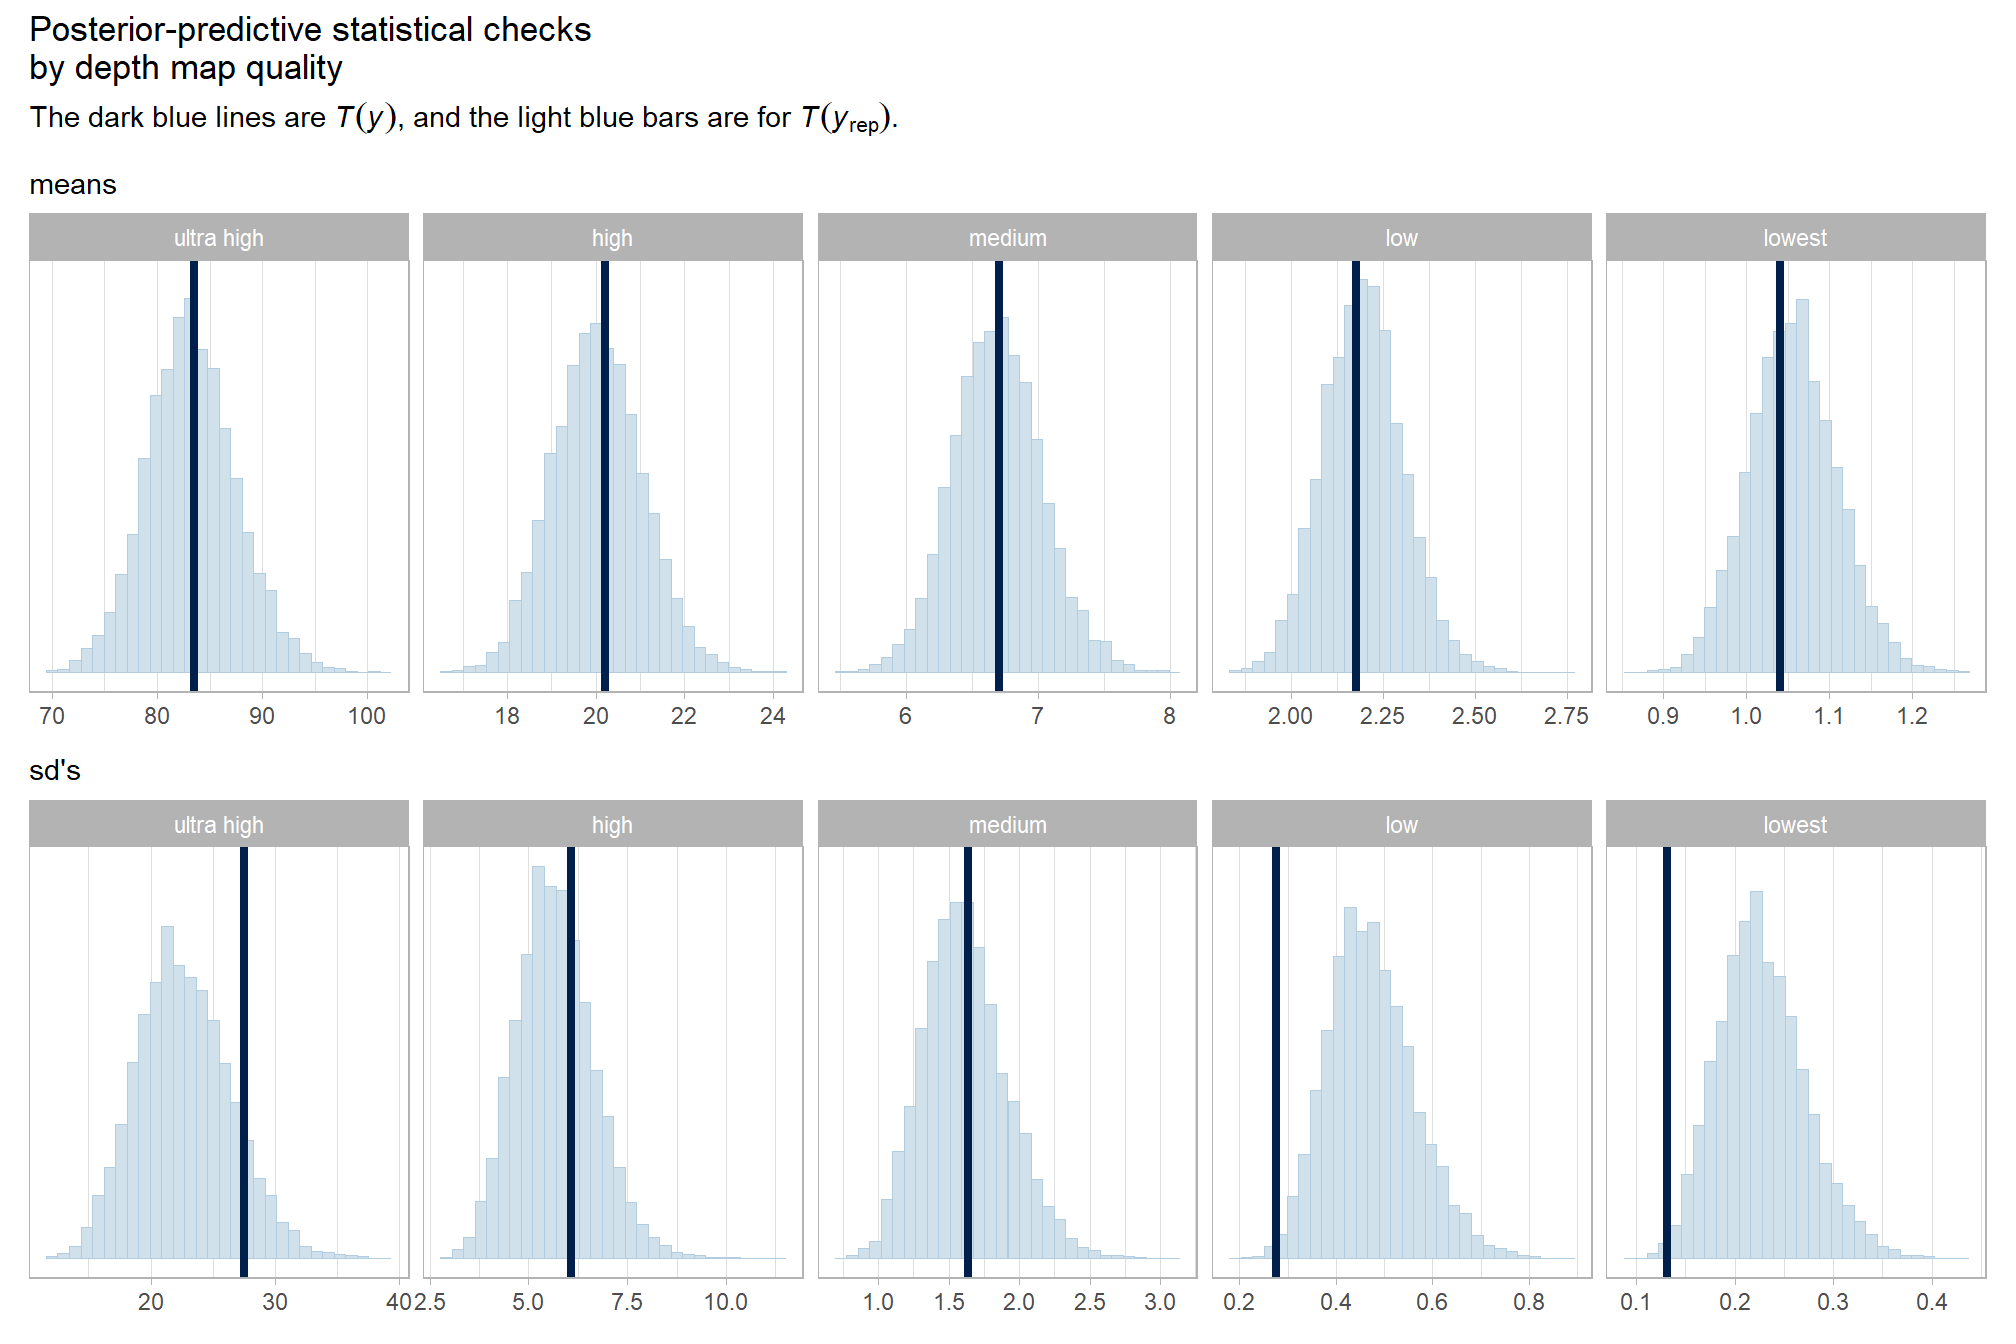 Posterior-predictive statistical checks
by depth map quality
The dark blue lines are T(y), and the light blue bars are for T(y_rep).
means
ultra high high medium low lowest
70 80 90 100 18 20 22 24 6 7 8 2.00 2.25 2.50 2.75 0.9 1.0 1.1 1.2
sd's
ultra high high medium low lowest
20 30 40 2.5 5.0 7.5 10.0 1.0 1.5 2.0 2.5 3.0 0.2 0.4 0.6 0.8 0.1 0.2 0.3 0.4